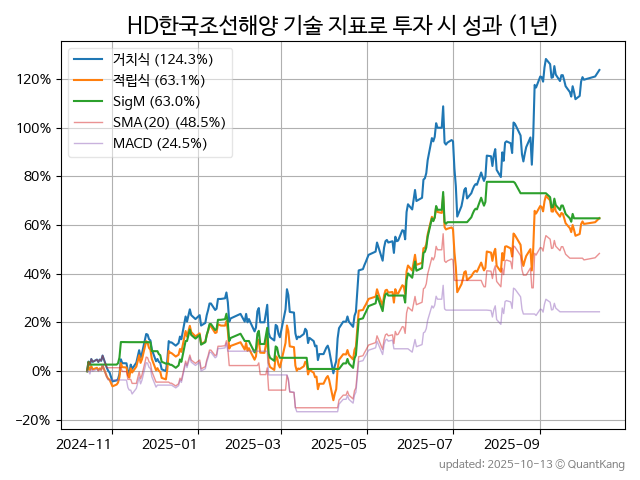 HD한국조선해양 기술 지표로 투자 시 성과 (1년)
거치식 (124.3%)
적립식 (63.1%)
SigM (63.0%)
SMA(20) (48.5%)
MACD (24.5%)
120%
100%
80%
60%
40%
20%
0%
−20%
2024-11 2025-01 2025-03 2025-05 2025-07 2025-09
updated: 2025-10-13 © QuantKang